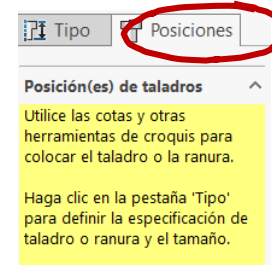 Tipo Posiciones
Posición(es) de taladros
Utilice las cotas y otras
herramientas de croquis para
colocar el taladro o la ranura.
Haga clic en la pestaña 'Tipo'
para definir la especificación de
taladro o ranura y el tamaño.